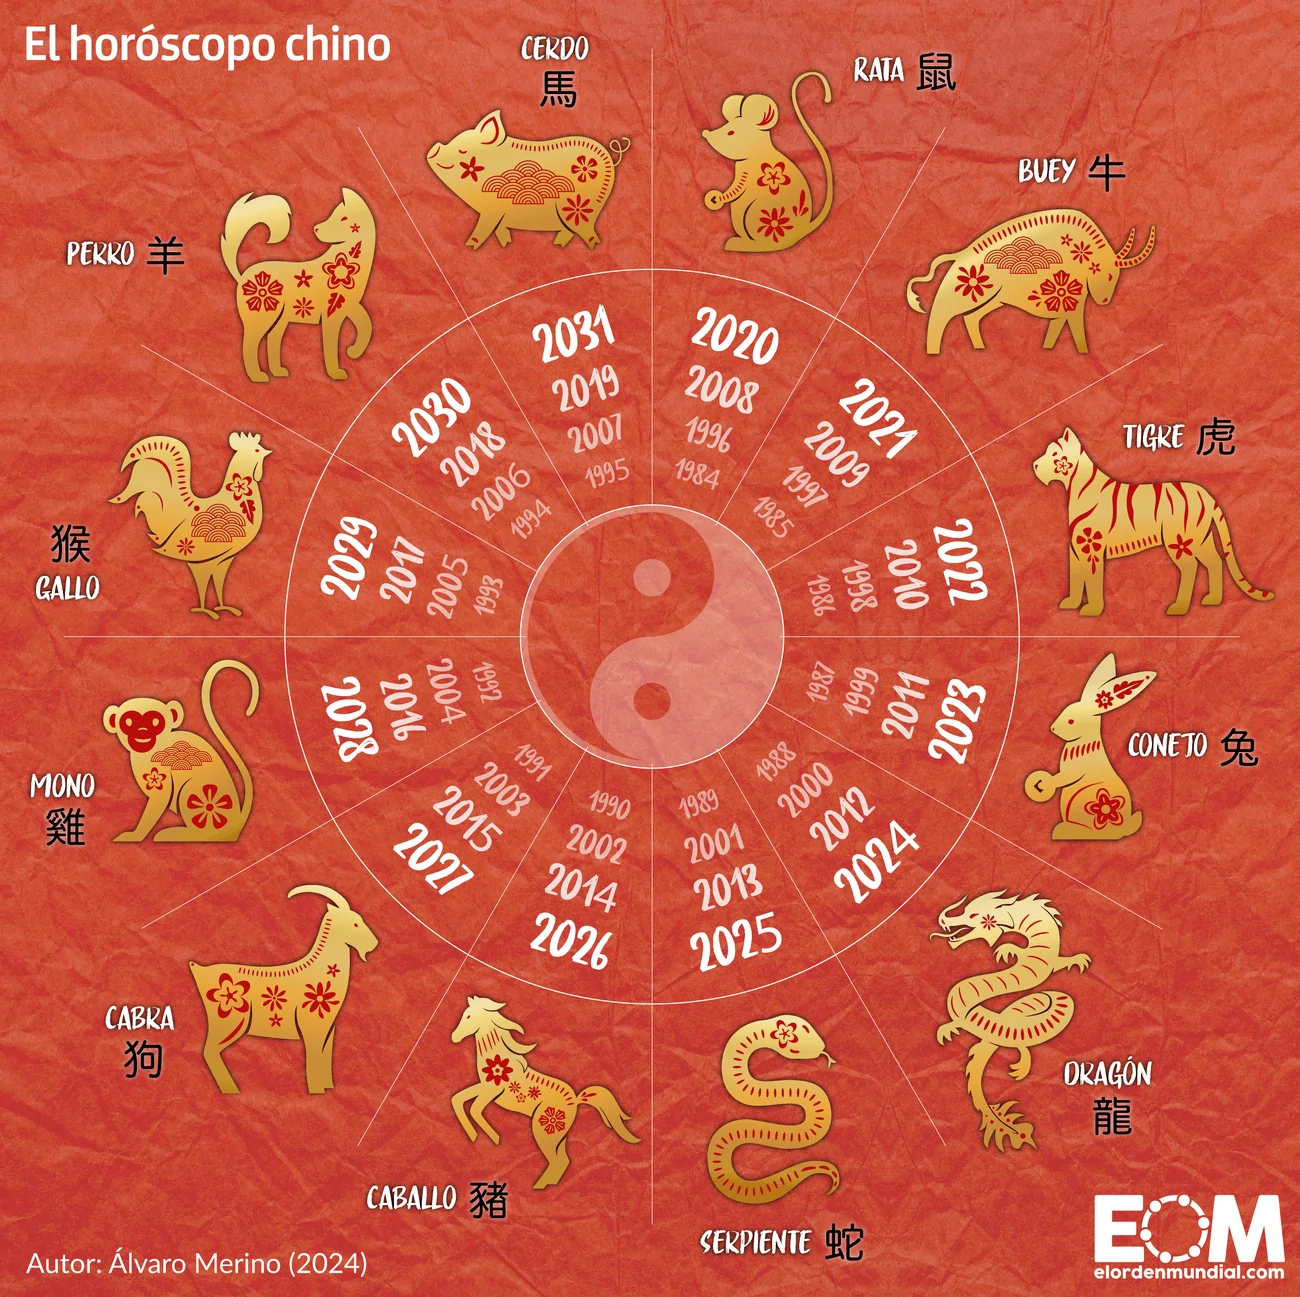 El horóscopo chino
CERDO
馬
RATA 鼠
BUEY 牛
TIGRE 虎
CONEJO 兔
DRAGÓN
龍
SERPIENTE 蛇
CABALLO 豬
CABRA
狗
MONO
雞
猴
GALLO
PERRO 羊
2031
2019
2007
1995
2020
2008
1996
1984
2021
2009
1997
1985
2022
2010
1998
1986
2023
2011
1999
1987
2024
2012
2000
1988
2025
2013
2001
1989
2026
2014
2002
1990
2027
2015
2003
1991
2028
2016
2004
1992
2029
2017
2005
1993
2030
2018
2006
1994
Autor: Álvaro Merino (2024)
EOM
elordenmundial.com